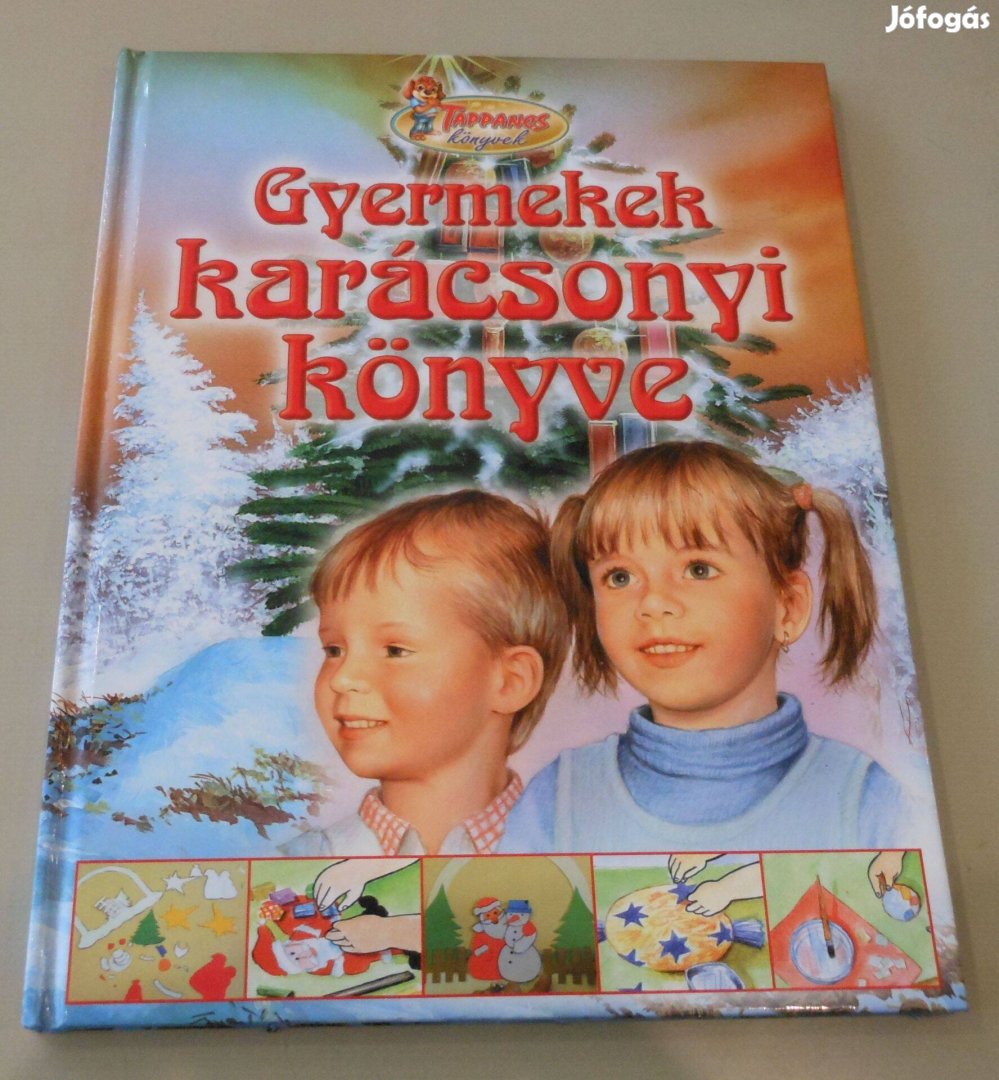 Jófogás
Tappancs
könyvek
Gyermekek
karácsonyi
könyve